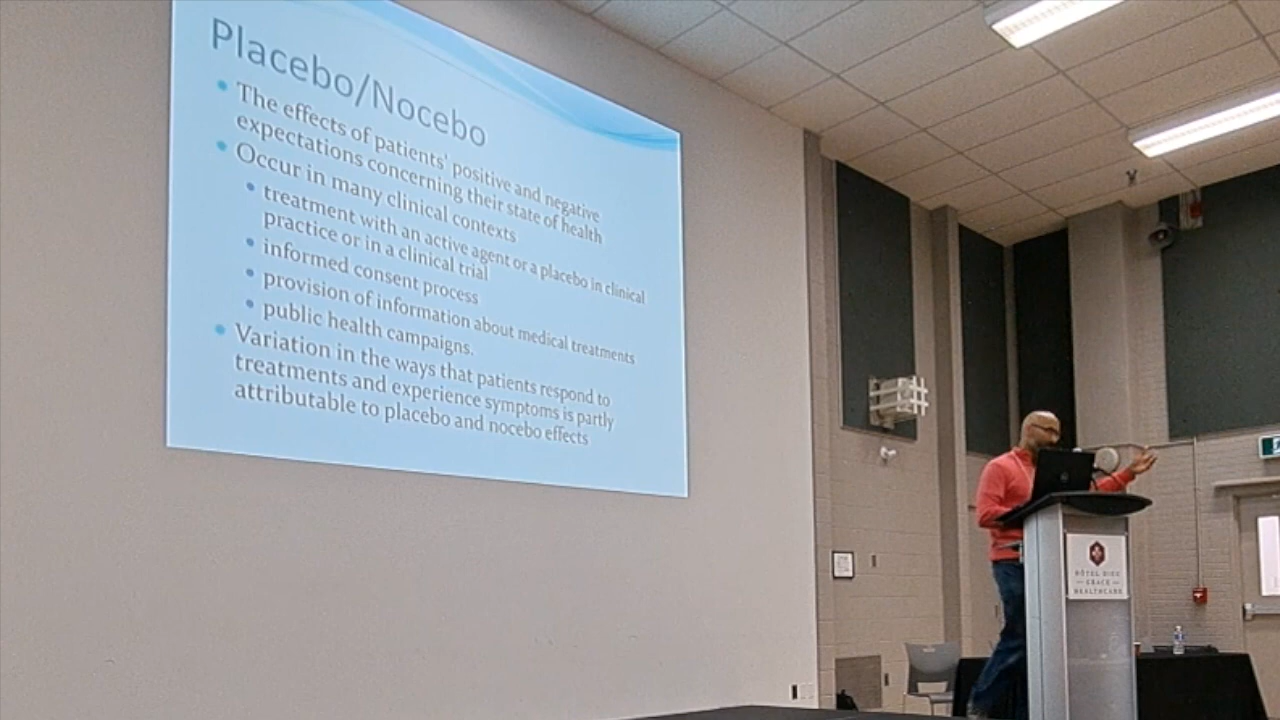 Placebo/Nocebo
The effects of patients' positive and negative
expectations concerning their state of health
Occur in many clinical contexts
treatment with an active agent or a placebo in clinical
practice or in a clinical trial
informed consent process
provision of information about medical treatments
public health campaigns.
Variation in the ways that patients respond to
treatments and experience symptoms is partly
attributable to placebo and nocebo effects
HÔTEL-DIEU
GRACE
HEALTHCARE